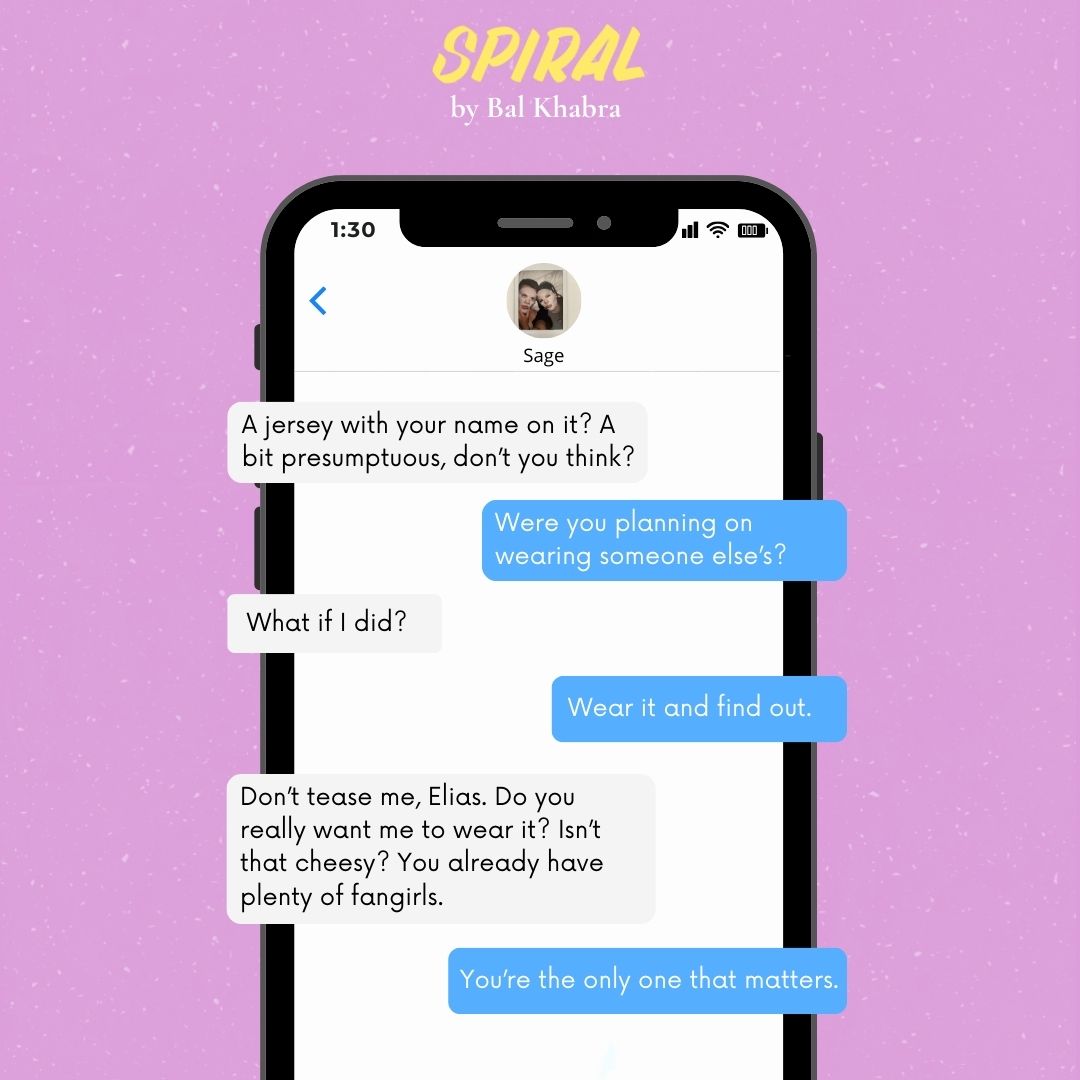 SPIRAL
by Bal Khabra
1:30
Sage
A jersey with your name on it? A
bit presumptuous, don't you think?
Were you planning on
wearing someone else's?
What if I did?
Wear it and find out.
Don't tease me, Elias. Do you
really want me to wear it? Isn't
that cheesy? You already have
plenty of fangirls.
You're the only one that matters.